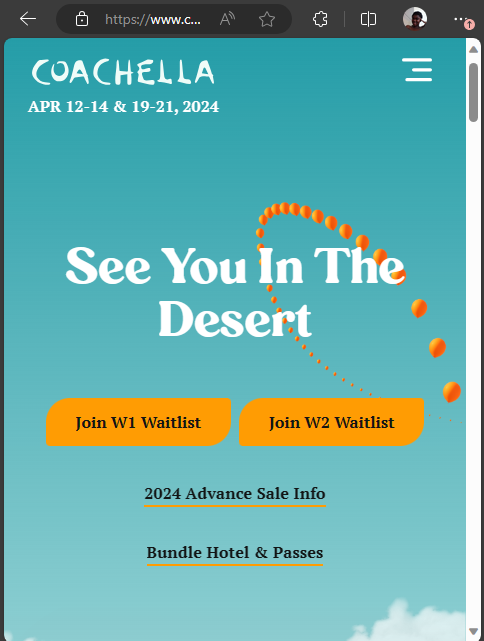 https://www.c...
COACHELLA
APR 12-14 & 19-21, 2024
See You In The
Desert
Join W1 Waitlist
Join W2 Waitlist
2024 Advance Sale Info
Bundle Hotel & Passes